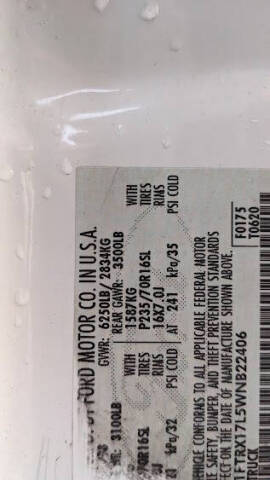 FORD MOTOR CO. IN U.S.A.
GVWR: 6250LB/ 2834KG
3100LB REAR GAWR: 3500LB
WITH 1587KG WITH
TIRES P235/70R16SL TIRES
RIMS 16X7.0J RIMS
kPa/32 PSI COLD AT 241 kPa/35 PSI COLD
VEHICLE CONFORMS TO ALL APPLICABLE FEDERAL MOTOR
SAFETY, BUMPER, AND THEFT PREVENTION STANDARDS
EFFECT ON THE DATE OF MANUFACTURE SHOWN ABOVE.
1FTRX17L5WNB22406
F0175
T0620
TRUCK